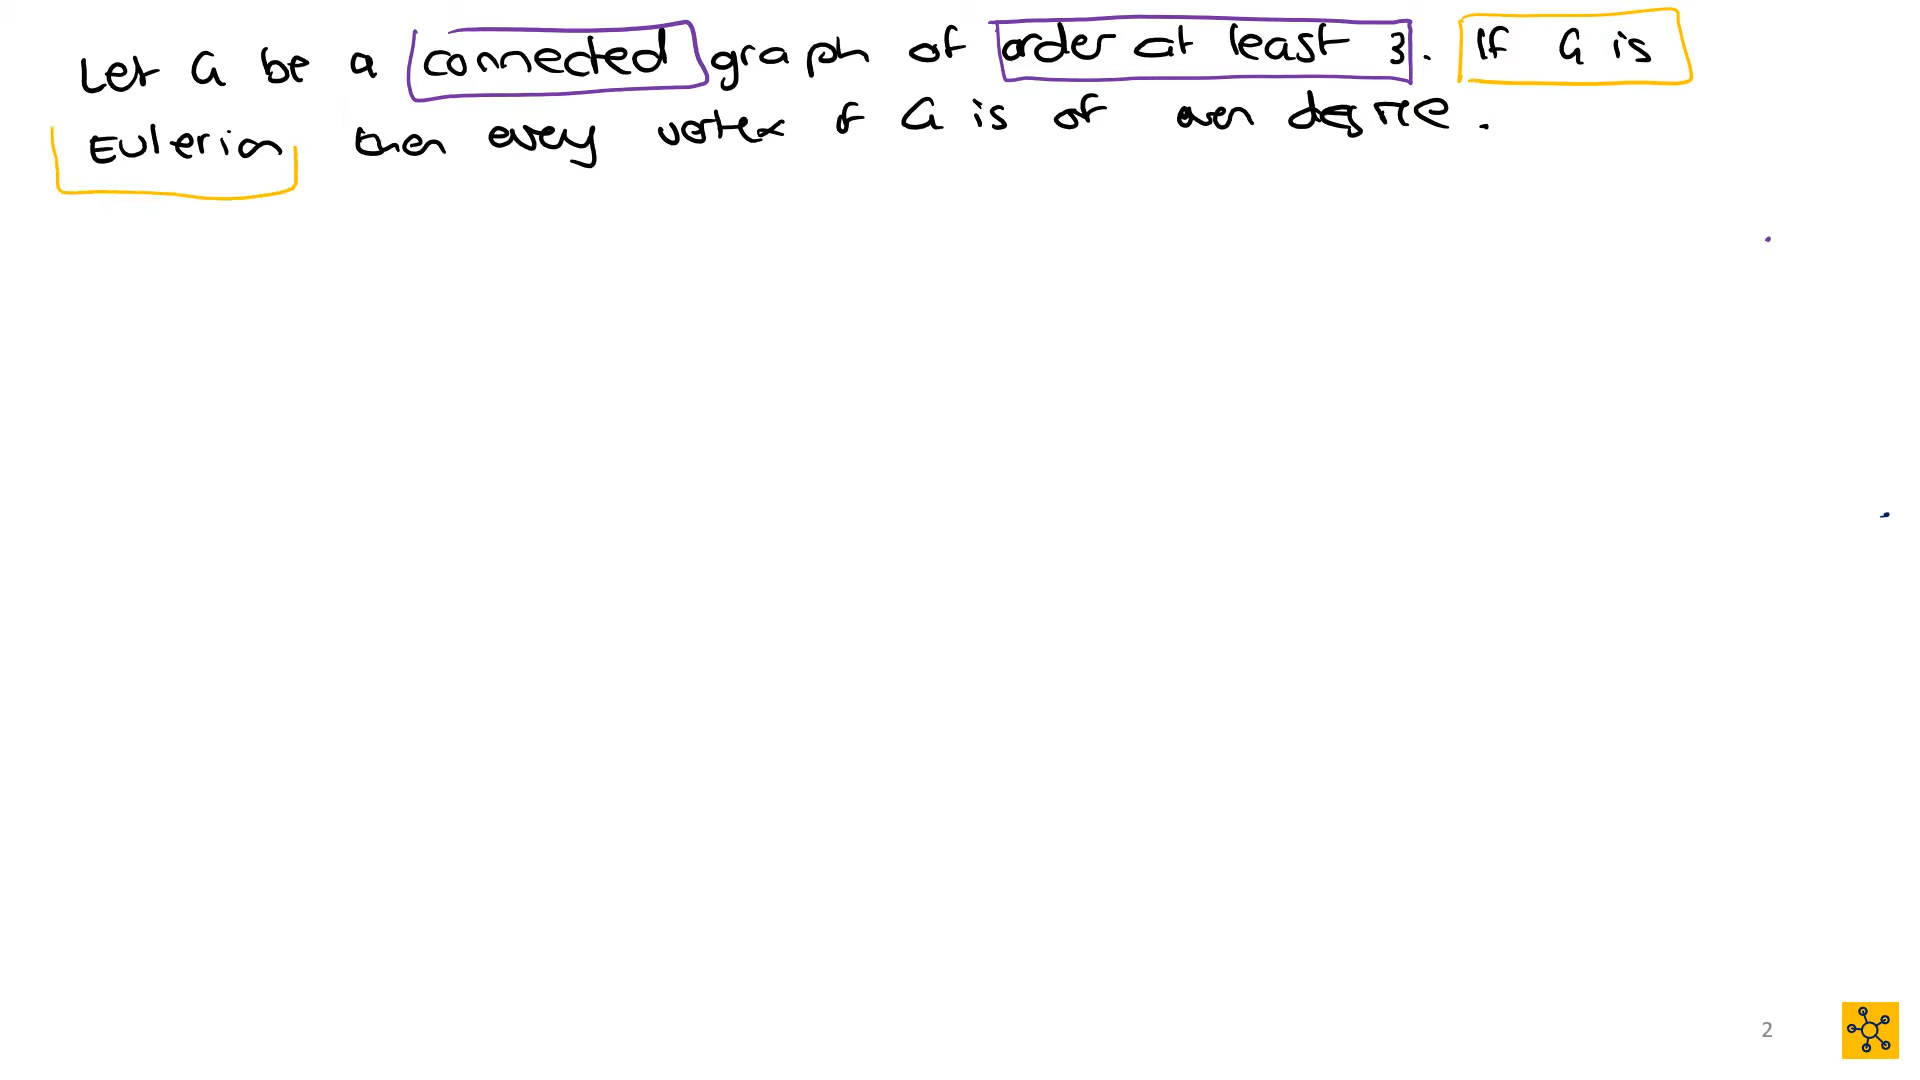 Let G be a connected graph of order at least 3. If G is
Eulerian then every vertex of G is of even degree.
2